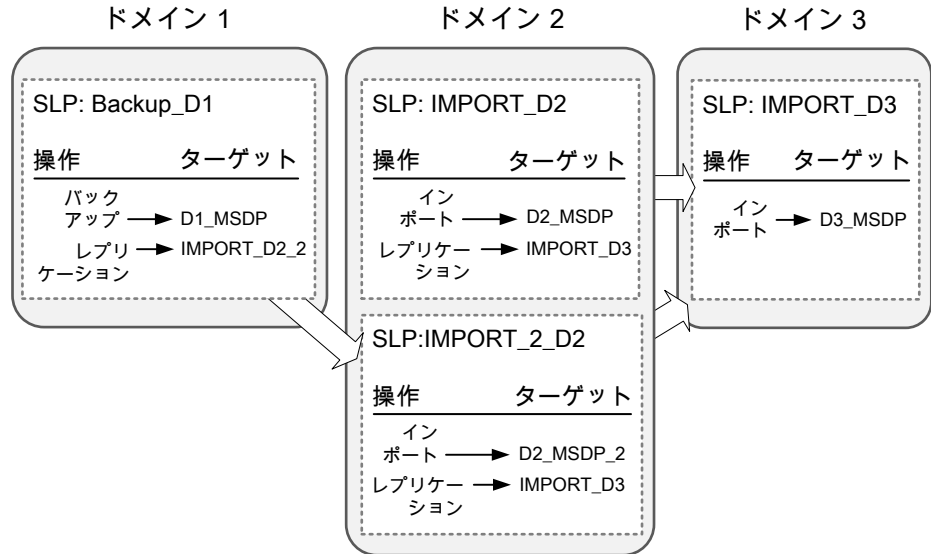 ドメイン 1
ドメイン 2
ドメイン 3
SLP: Backup_D1
操作 ターゲット
バック
アップ D1_MSDP
レプリ IMPORT_D2_2
ケーション
SLP: IMPORT_D2
操作 ターゲット
イン
ポート D2_MSDP
レプリケー IMPORT_D3
ション
SLP:IMPORT_2_D2
操作 ターゲット
イン
ポート D2_MSDP_2
レプリケー IMPORT_D3
ション
SLP: IMPORT_D3
操作 ターゲット
イン
ポート D3_MSDP